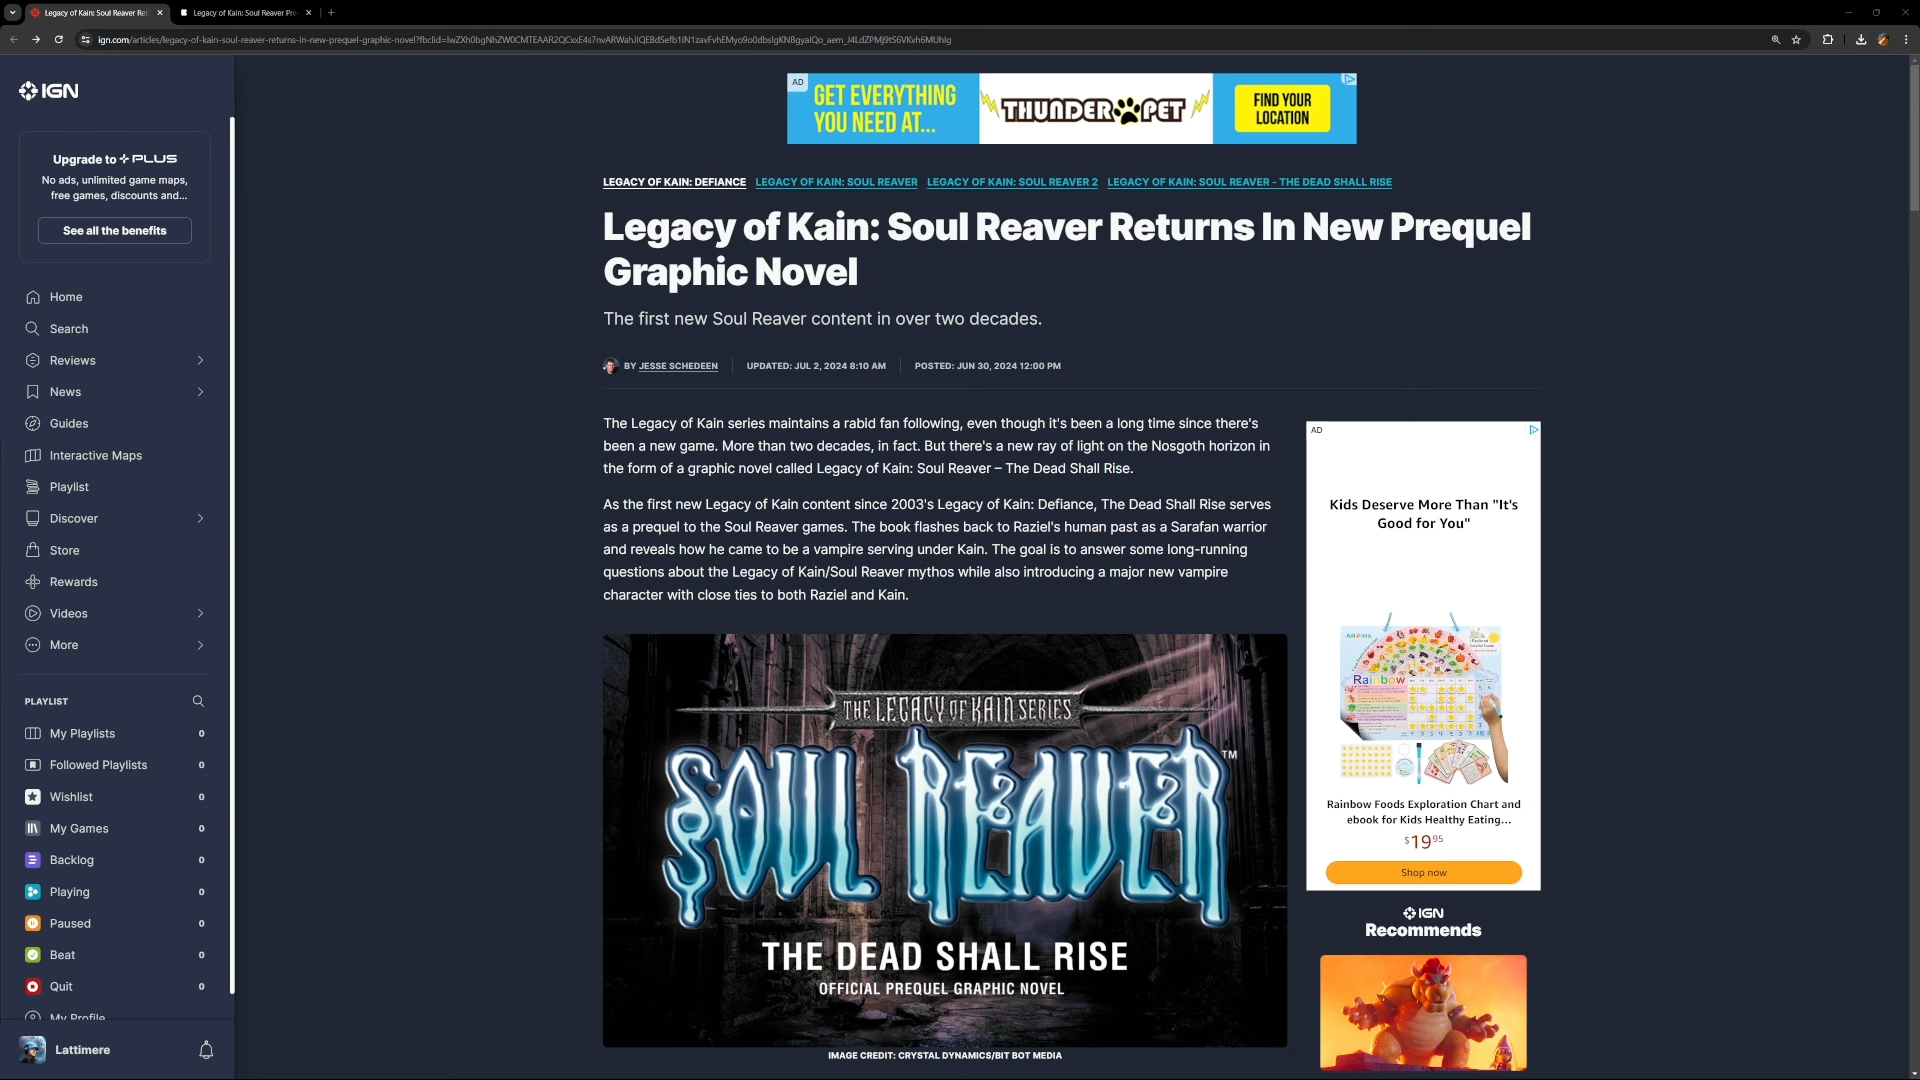 Legacy of Kain: Soul Reaver Ret
Legacy of Kain: Soul Reaver Pre
IGN
Upgrade to PLUS
No ads, unlimited game maps,
free games, discounts and...
See all the benefits
Home
Search
Reviews
News
Guides
Interactive Maps
Playlist
Discover
Store
Rewards
Videos
More
PLAYLIST
My Playlists 0
Followed Playlists 0
Wishlist 0
My Games 0
Backlog 0
Playing 0
Paused 0
Beat 0
Quit 0
My Profile
Lattimere
AD
GET EVERYTHING
YOU NEED AT...
THUNDER PET
FIND YOUR
LOCATION
LEGACY OF KAIN: DEFIANCE LEGACY OF KAIN: SOUL REAVER LEGACY OF KAIN: SOUL REAVER 2 LEGACY OF KAIN: SOUL REAVER - THE DEAD SHALL RISE
Legacy of Kain: Soul Reaver Returns In New Prequel
Graphic Novel
The first new Soul Reaver content in over two decades.
BY JESSE SCHEDEEN UPDATED: JUL 2, 2024 8:10 AM POSTED: JUN 30, 2024 12:00 PM
The Legacy of Kain series maintains a rabid fan following, even though it's been a long time since there's
been a new game. More than two decades, in fact. But there's a new ray of light on the Nosgoth horizon in
the form of a graphic novel called Legacy of Kain: Soul Reaver – The Dead Shall Rise.
As the first new Legacy of Kain content since 2003's Legacy of Kain: Defiance, The Dead Shall Rise serves
as a prequel to the Soul Reaver games. The book flashes back to Raziel's human past as a Sarafan warrior
and reveals how he came to be a vampire serving under Kain. The goal is to answer some long-running
questions about the Legacy of Kain/Soul Reaver mythos while also introducing a major new vampire
character with close ties to both Raziel and Kain.
THE LEGACY OF KAIN SERIES
SOUL REAVER™
THE DEAD SHALL RISE
OFFICIAL PREQUEL GRAPHIC NOVEL
IMAGE CREDIT: CRYSTAL DYNAMICS/BIT BOT MEDIA
AD
Kids Deserve More Than "It's
Good for You"
Rainbow
Rainbow Foods Exploration Chart and
ebook for Kids Healthy Eating...
$19.95
Shop now
IGN
Recommends